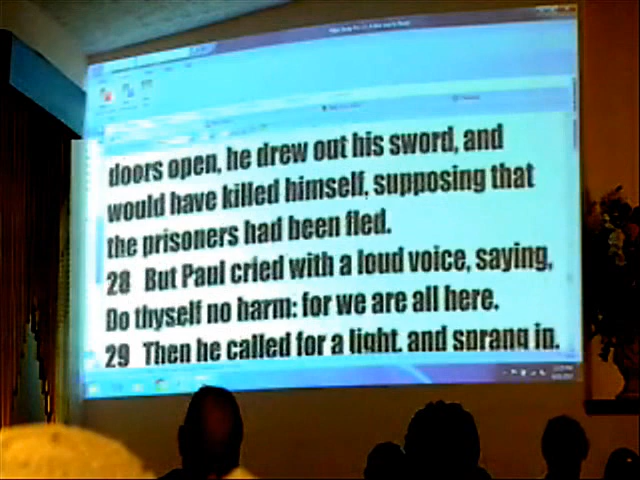 doors open, he drew out his sword, and
would have killed himself, supposing that
the prisoners had been fled.
28 But Paul cried with a loud voice, saying,
Do thyself no harm: for we are all here.
29 Then he called for a light, and sprang in,